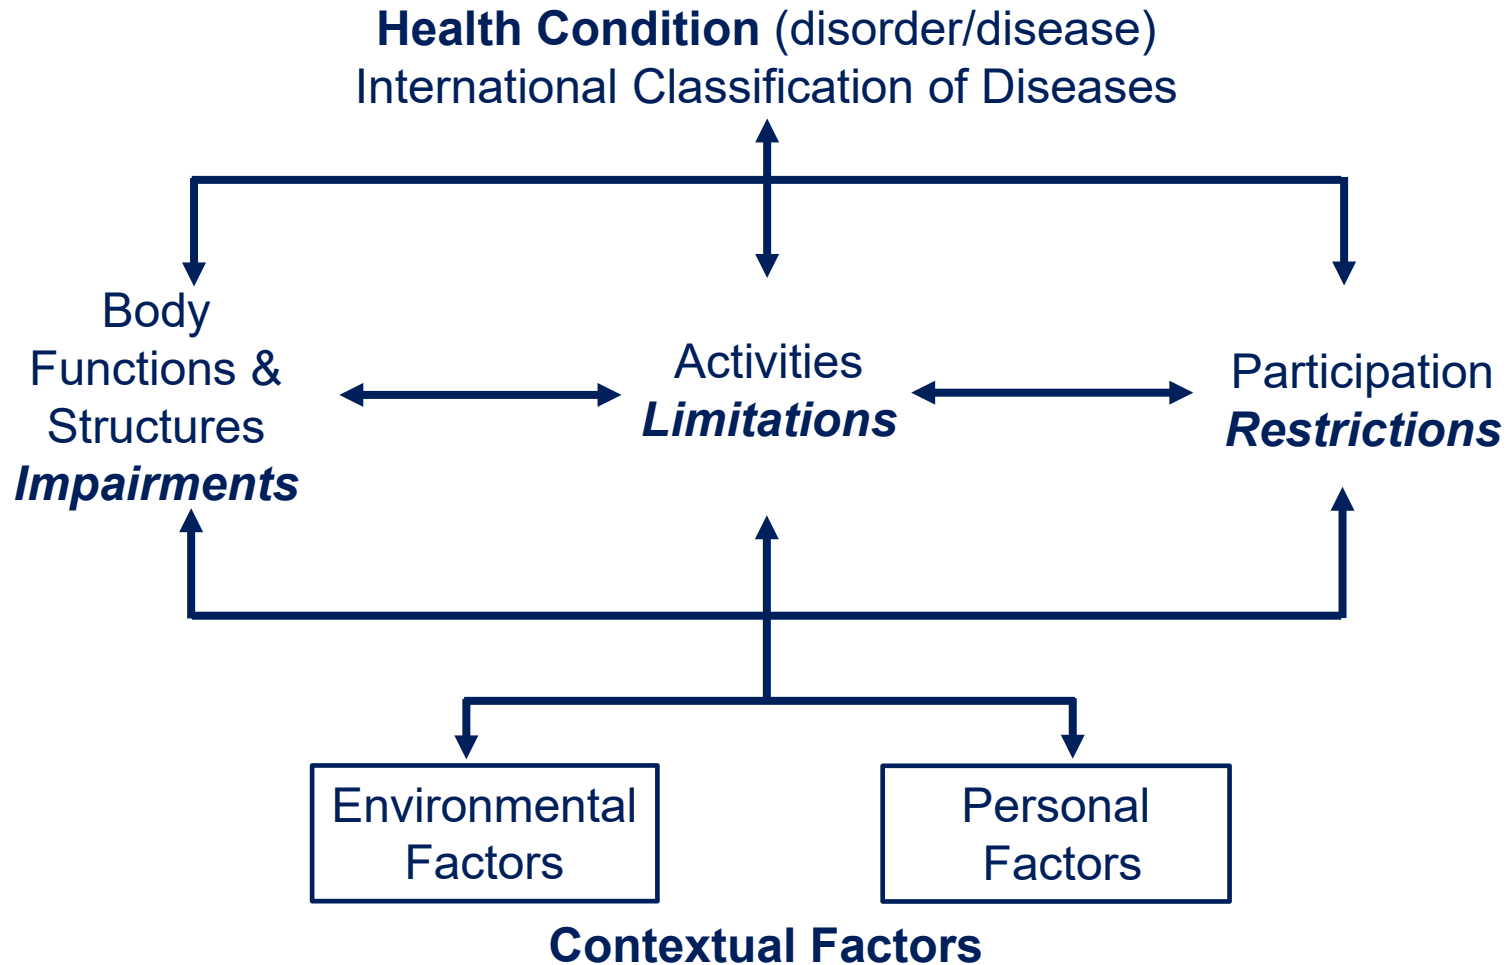 Health Condition (disorder/disease)
International Classification of Diseases
Body
Functions &
Structures
Impairments
Activities
Limitations
Participation
Restrictions
Environmental
Factors
Personal
Factors
Contextual Factors